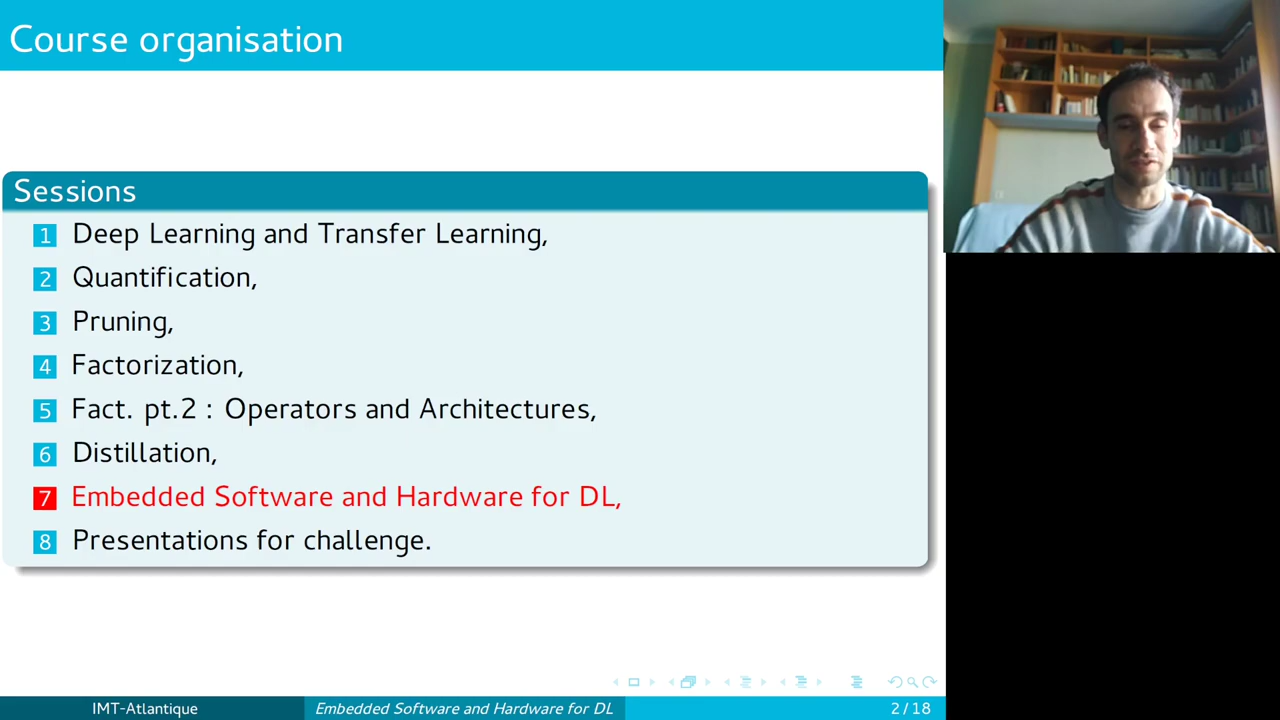 Course organisation
Sessions
1 Deep Learning and Transfer Learning,
2 Quantification,
3 Pruning,
4 Factorization,
5 Fact. pt.2 : Operators and Architectures,
6 Distillation,
7 Embedded Software and Hardware for DL,
8 Presentations for challenge.
IMT-Atlantique Embedded Software and Hardware for DL 2 / 18